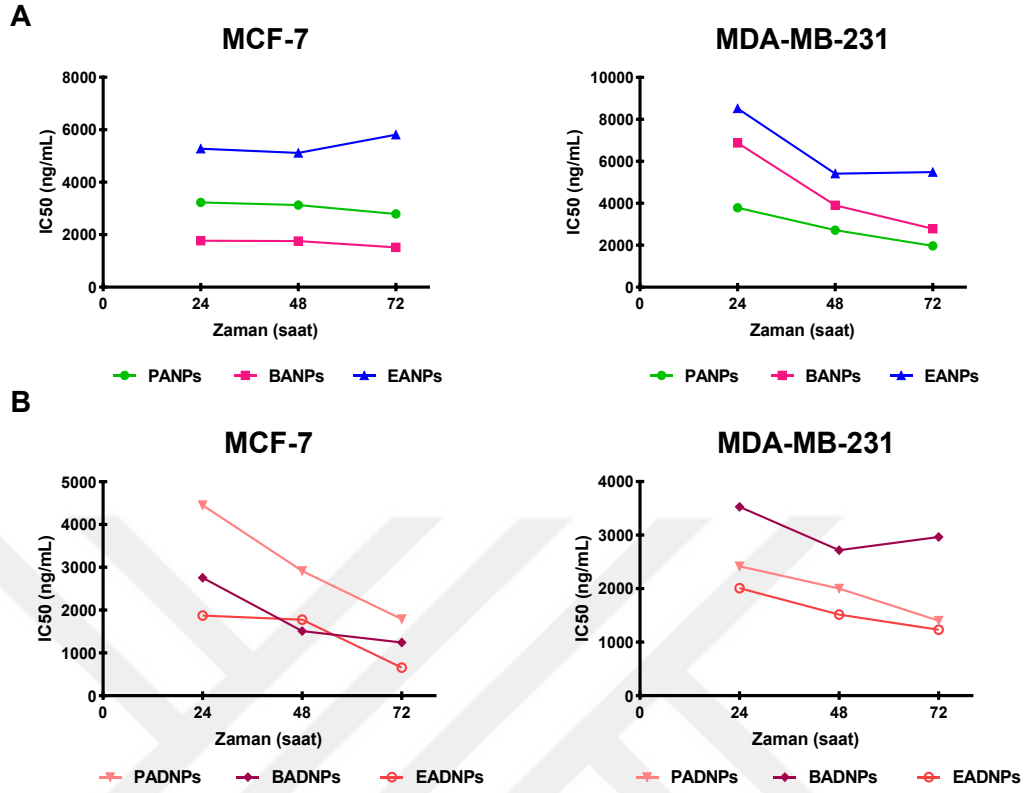 A
MCF-7
MDA-MB-231
IC50 (ng/mL)
8000
6000
4000
2000
0
0 24 48 72
Zaman (saat)
PANPs BANPs EANPs
IC50 (ng/mL)
10000
8000
6000
4000
2000
0
0 24 48 72
Zaman (saat)
PANPs BANPs EANPs
B
MCF-7
MDA-MB-231
IC50 (ng/mL)
5000
4000
3000
2000
1000
0
0 24 48 72
Zaman (saat)
PADNPs BADNPs EADNPs
IC50 (ng/mL)
4000
3000
2000
1000
0
0 24 48 72
Zaman (saat)
PADNPs BADNPs EADNPs